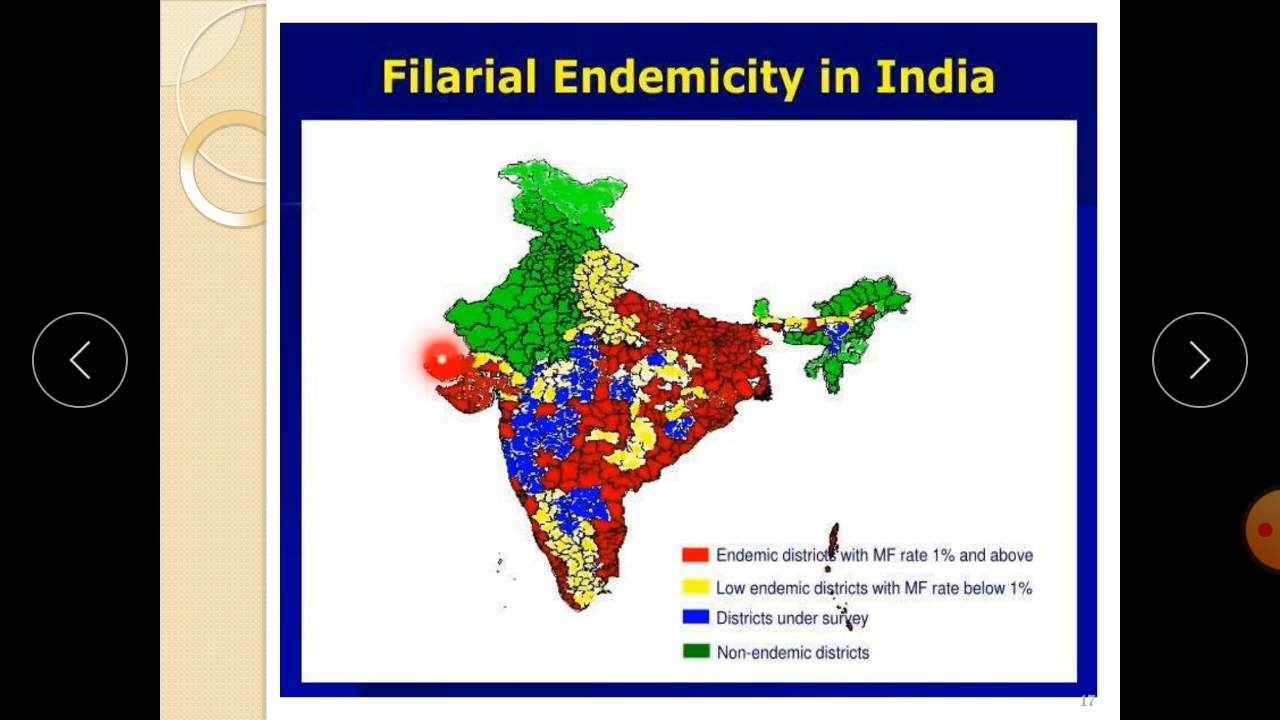 Filarial Endemicity in India
Endemic districts with MF rate 1% and above
Low endemic districts with MF rate below 1%
Districts under survey
Non-endemic districts
17